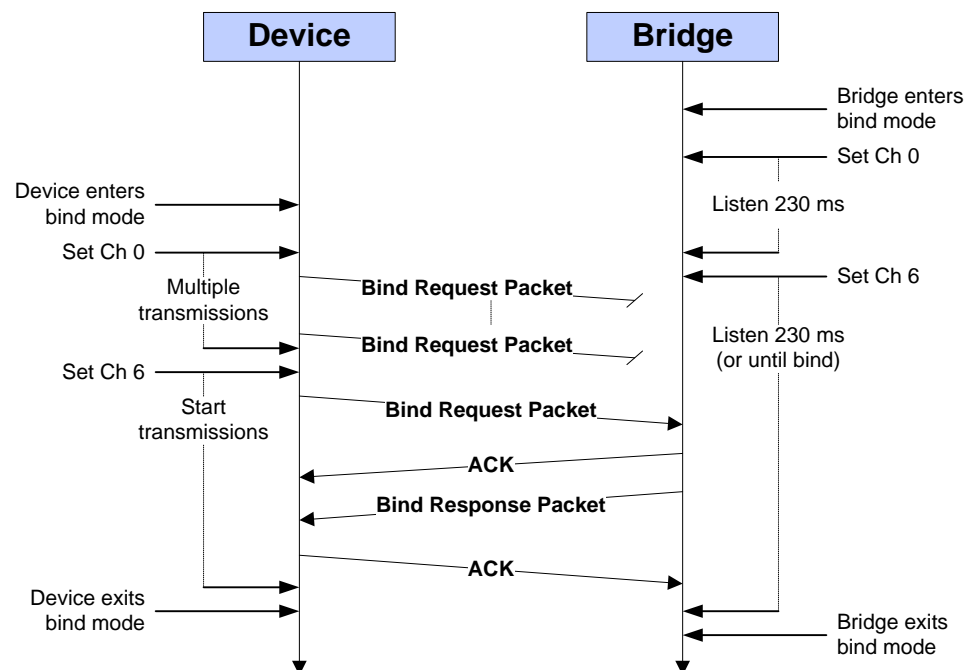 Device
Bridge
Bridge enters
bind mode
Set Ch 0
Device enters
bind mode
Listen 230 ms
Set Ch 0
Set Ch 6
Bind Request Packet
Multiple
transmissions
Bind Request Packet
Listen 230 ms
(or until bind)
Set Ch 6
Bind Request Packet
Start
transmissions
ACK
Bind Response Packet
ACK
Device exits
bind mode
Bridge exits
bind mode